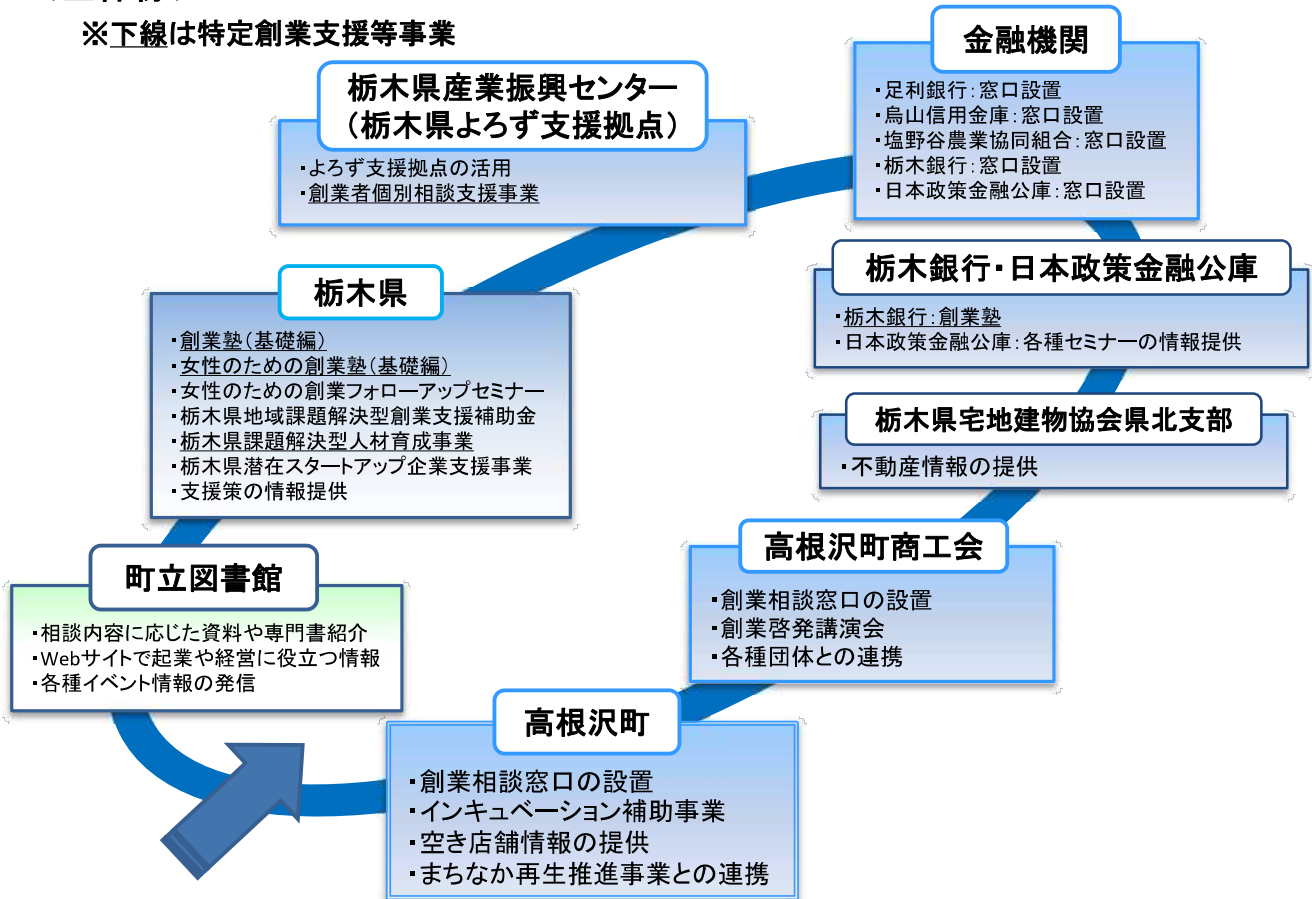 ※下線は特定創業支援等事業
金融機関
・足利銀行:窓口設置
・烏山信用金庫:窓口設置
・塩野谷農業協同組合:窓口設置
・栃木銀行:窓口設置
・日本政策金融公庫:窓口設置
栃木県産業振興センター
(栃木県よろず支援拠点)
・よろず支援拠点の活用
・創業者個別相談支援事業
栃木銀行・日本政策金融公庫
・栃木銀行:創業塾
・日本政策金融公庫:各種セミナーの情報提供
栃木県
・創業塾(基礎編)
・女性のための創業塾(基礎編)
・女性のための創業フォローアップセミナー
・栃木県地域課題解決型創業支援補助金
・栃木県課題解決型人材育成事業
・栃木県潜在スタートアップ企業支援事業
・支援策の情報提供
栃木県宅地建物協会県北支部
・不動産情報の提供
高根沢町商工会
・創業相談窓口の設置
・創業啓発講演会
・各種団体との連携
町立図書館
・相談内容に応じた資料や専門書紹介
・Webサイトで起業や経営に役立つ情報
・各種イベント情報の発信
高根沢町
・創業相談窓口の設置
・インキュベーション補助事業
・空き店舗情報の提供
・まちなか再生推進事業との連携